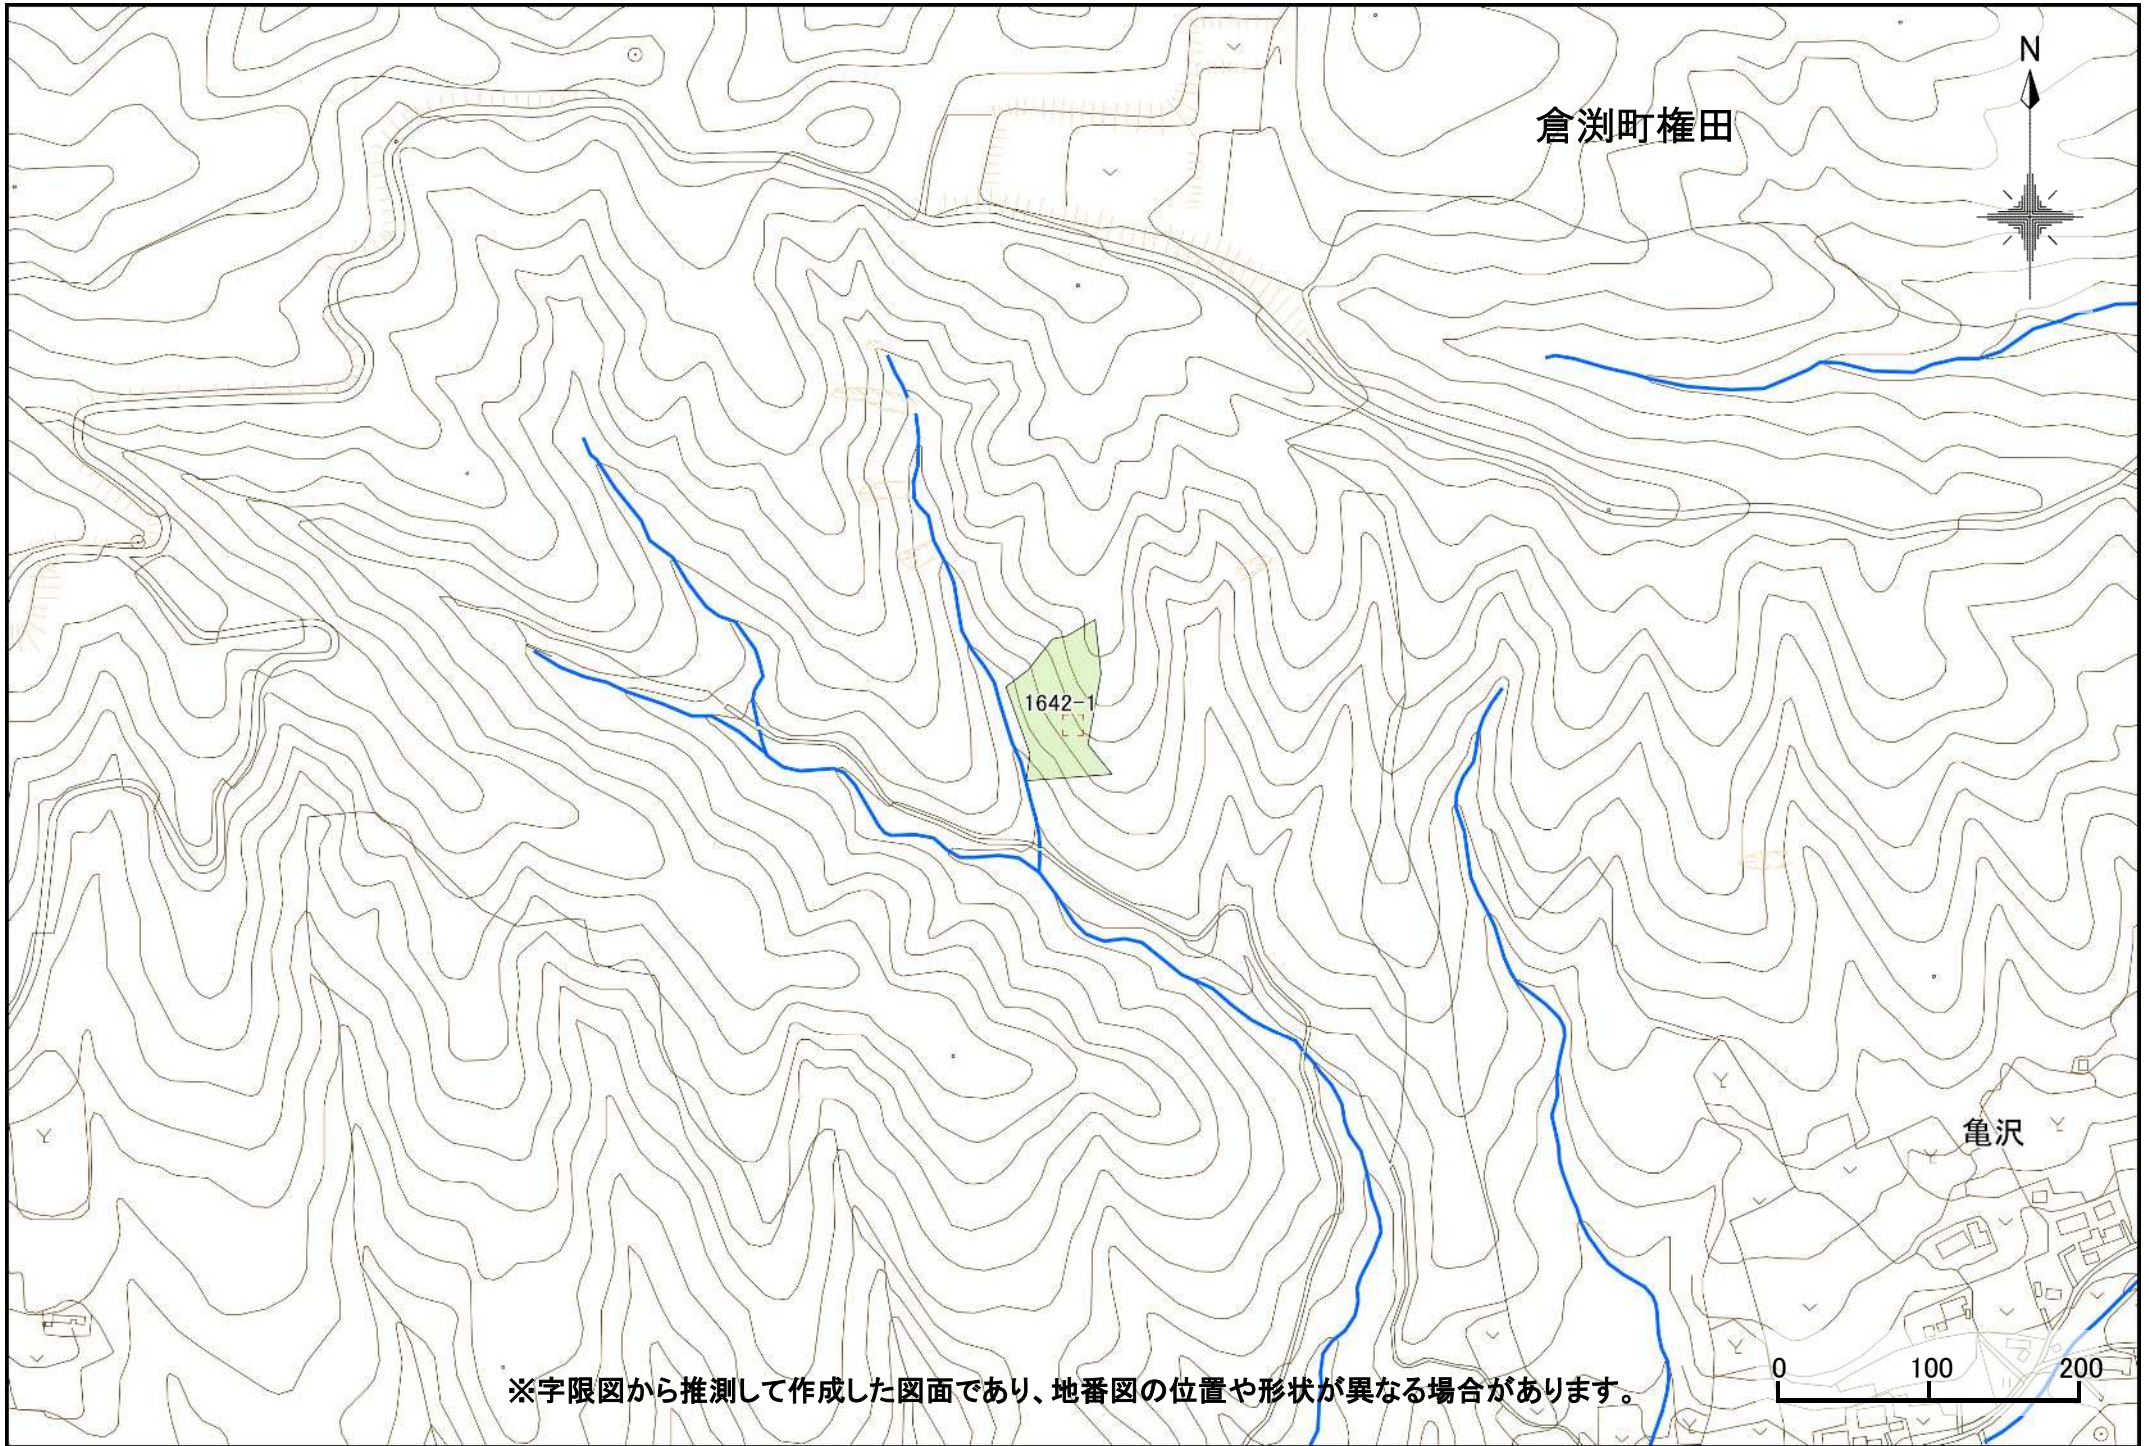 N
倉渕町権田
1642-1
亀沢
0 100 200
※字限図から推測して作成した図面であり、地番図の位置や形状が異なる場合があります。